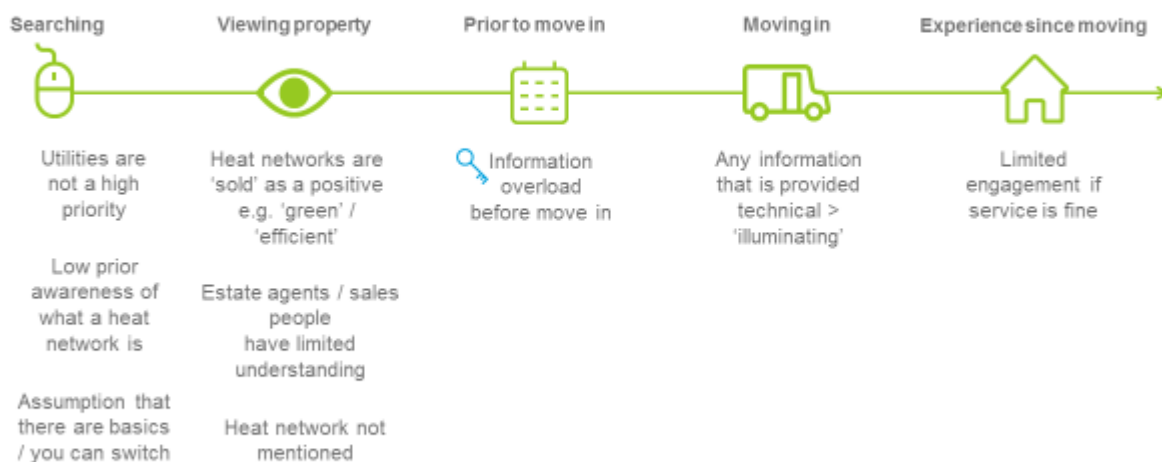 Searching
Viewing property
Prior to move in
Moving in
Experience since moving
Utilities are
not a high
priority
Low prior
awareness of
what a heat
network is
Assumption that
there are basics
/ you can switch
Heat networks are
‘sold’ as a positive
e.g. ‘green’ /
‘efficient’
Estate agents / sales
people
have limited
understanding
Heat network not
mentioned
Information
overload
before move in
Any information
that is provided
technical >
‘illuminating’
Limited
engagement if
service is fine